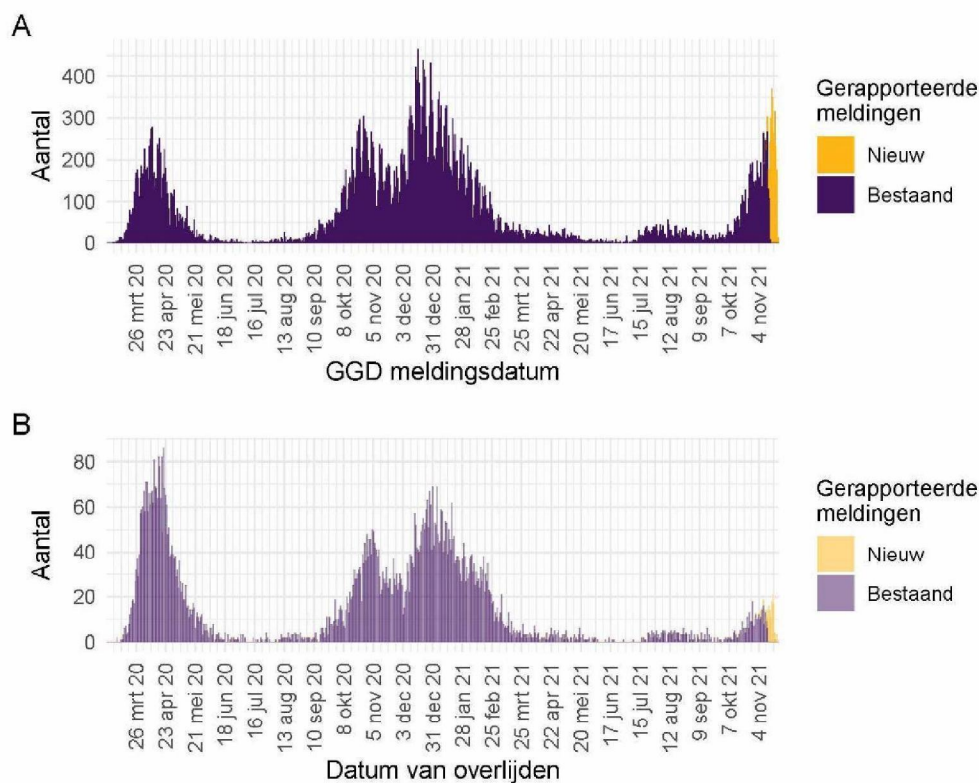 A
Aantal
400
300
200
100
0
26 mrt 20
23 apr 20
21 mei 20
18 jun 20
16 jul 20
13 aug 20
10 sep 20
8 okt 20
5 nov 20
3 dec 20
31 dec 20
28 jan 21
25 feb 21
25 mrt 21
22 apr 21
20 mei 21
17 jun 21
15 jul 21
12 aug 21
9 sep 21
7 okt 21
4 nov 21
GGD meldingsdatum
Gerapporteerde
meldingen
Nieuw
Bestaand
B
Aantal
80
60
40
20
0
26 mrt 20
23 apr 20
21 mei 20
18 jun 20
16 jul 20
13 aug 20
10 sep 20
8 okt 20
5 nov 20
3 dec 20
31 dec 20
28 jan 21
25 feb 21
25 mrt 21
22 apr 21
20 mei 21
17 jun 21
15 jul 21
12 aug 21
9 sep 21
7 okt 21
4 nov 21
Datum van overlijden
Gerapporteerde
meldingen
Nieuw
Bestaand